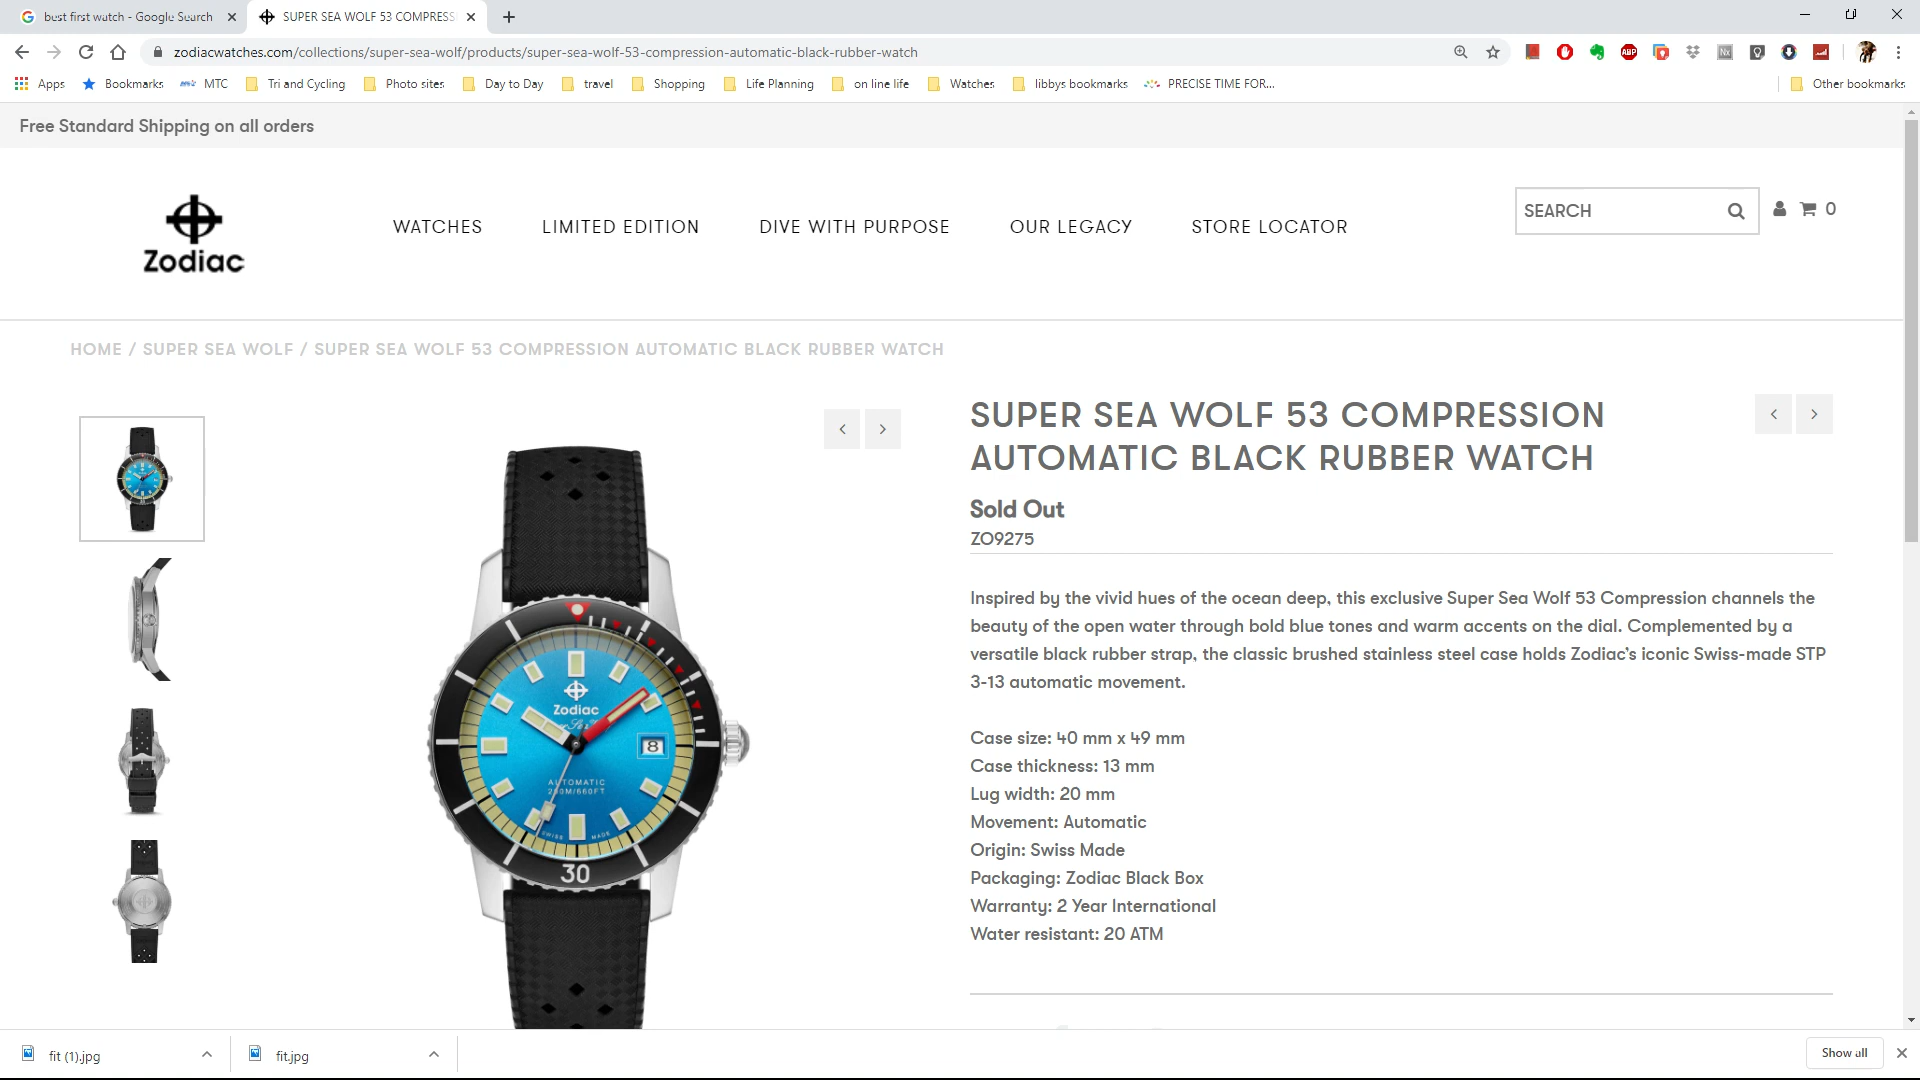 best first watch - Google Search
SUPER SEA WOLF 53 COMPRESS
zodiacwatches.com/collections/super-sea-wolf/products/super-sea-wolf-53-compression-automatic-black-rubber-watch
Apps
Bookmarks
MTC
Tri and Cycling
Photo sites
Day to Day
travel
Shopping
Life Planning
on line life
Watches
libbys bookmarks
PRECISE TIME FOR...
Other bookmarks
Free Standard Shipping on all orders
Zodiac
WATCHES
LIMITED EDITION
DIVE WITH PURPOSE
OUR LEGACY
STORE LOCATOR
SEARCH
0
HOME / SUPER SEA WOLF / SUPER SEA WOLF 53 COMPRESSION AUTOMATIC BLACK RUBBER WATCH
SUPER SEA WOLF 53 COMPRESSION
AUTOMATIC BLACK RUBBER WATCH
Sold Out
ZO9275
Inspired by the vivid hues of the ocean deep, this exclusive Super Sea Wolf 53 Compression channels the
beauty of the open water through bold blue tones and warm accents on the dial. Complemented by a
versatile black rubber strap, the classic brushed stainless steel case holds Zodiac's iconic Swiss-made STP
3-13 automatic movement.
Case size: 40 mm x 49 mm
Case thickness: 13 mm
Lug width: 20 mm
Movement: Automatic
Origin: Swiss Made
Packaging: Zodiac Black Box
Warranty: 2 Year International
Water resistant: 20 ATM
Zodiac
8
AUTOMATIC
SWISS MADE
30
fit (1).jpg
fit.jpg
Show all